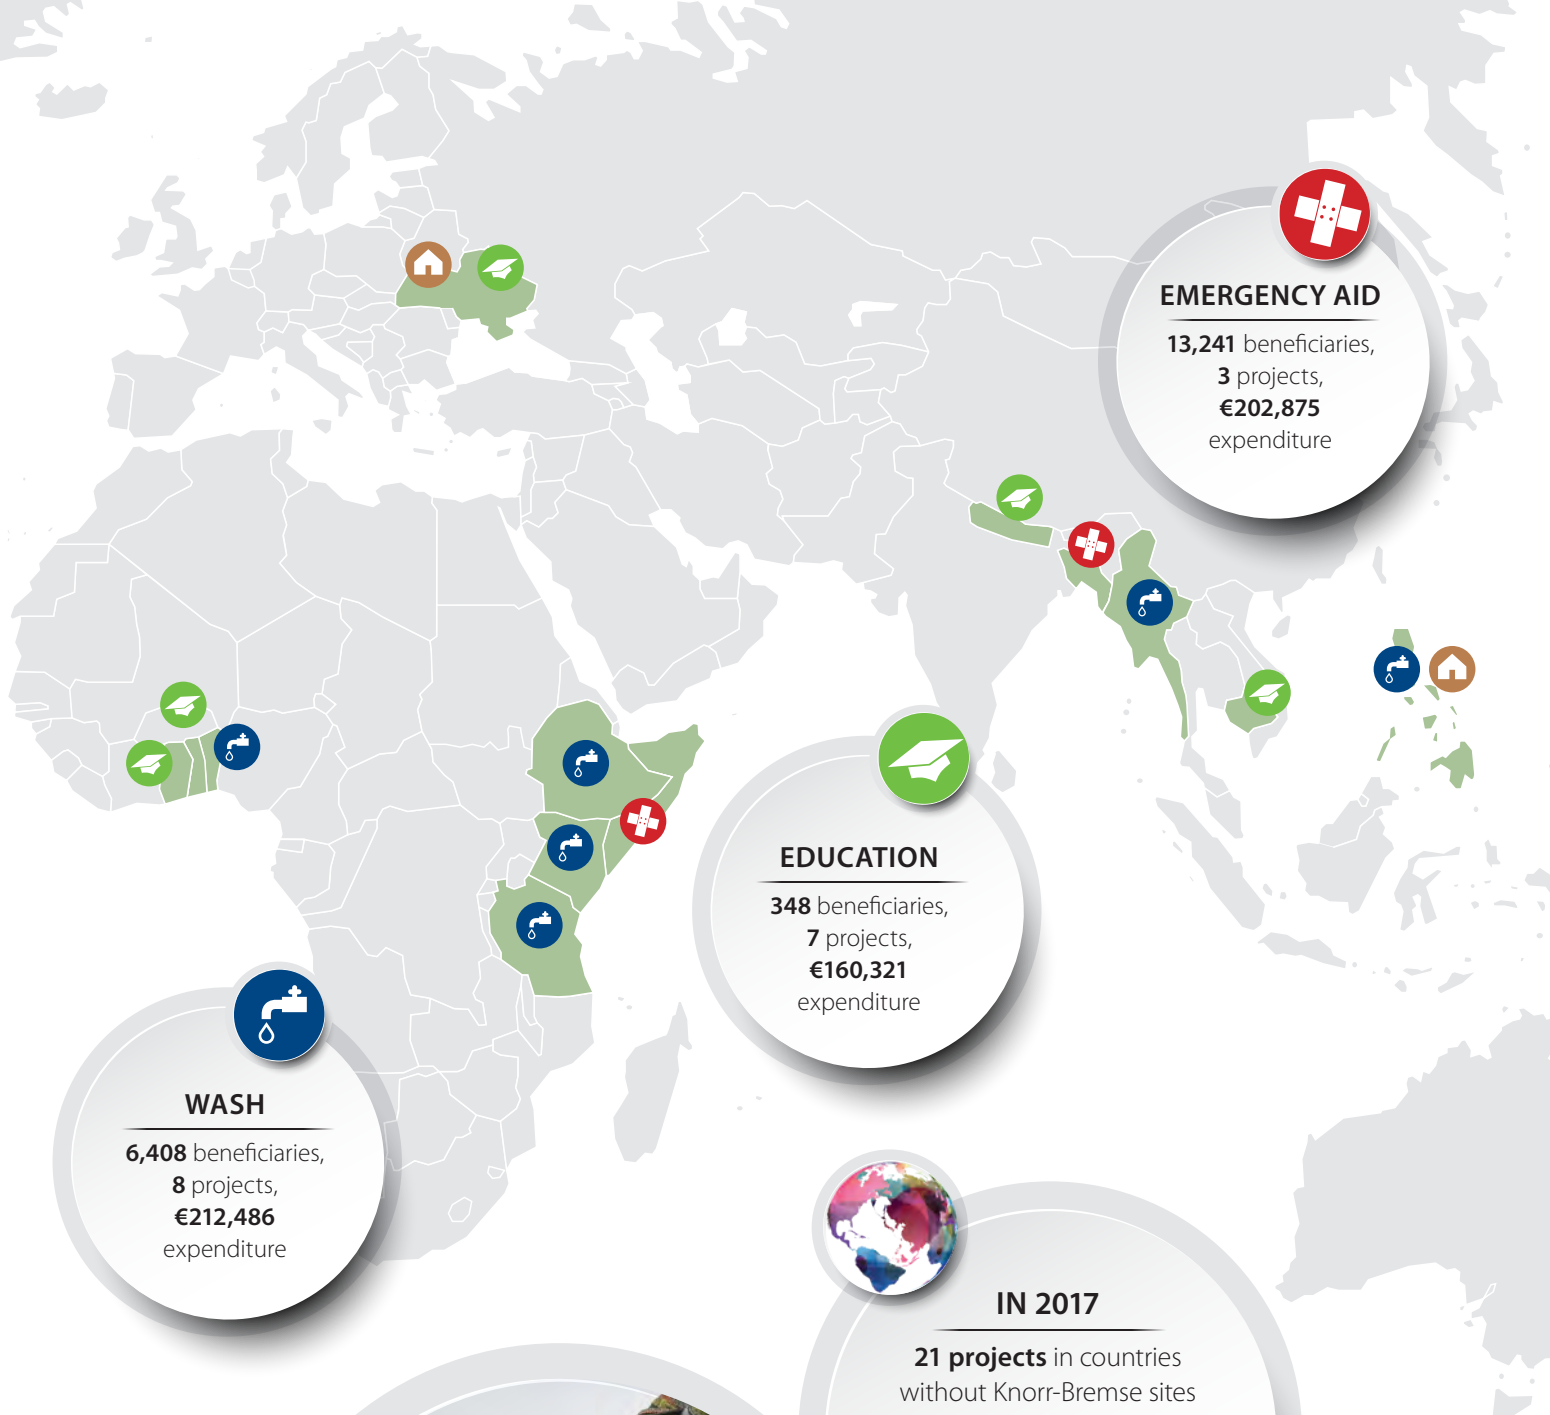 EMERGENCY AID
13,241 beneficiaries,
3 projects,
€202,875
expenditure
EDUCATION
348 beneficiaries,
7 projects,
€160,321
expenditure
WASH
6,408 beneficiaries,
8 projects,
€212,486
expenditure
IN 2017
21 projects in countries
without Knorr-Bremse sites